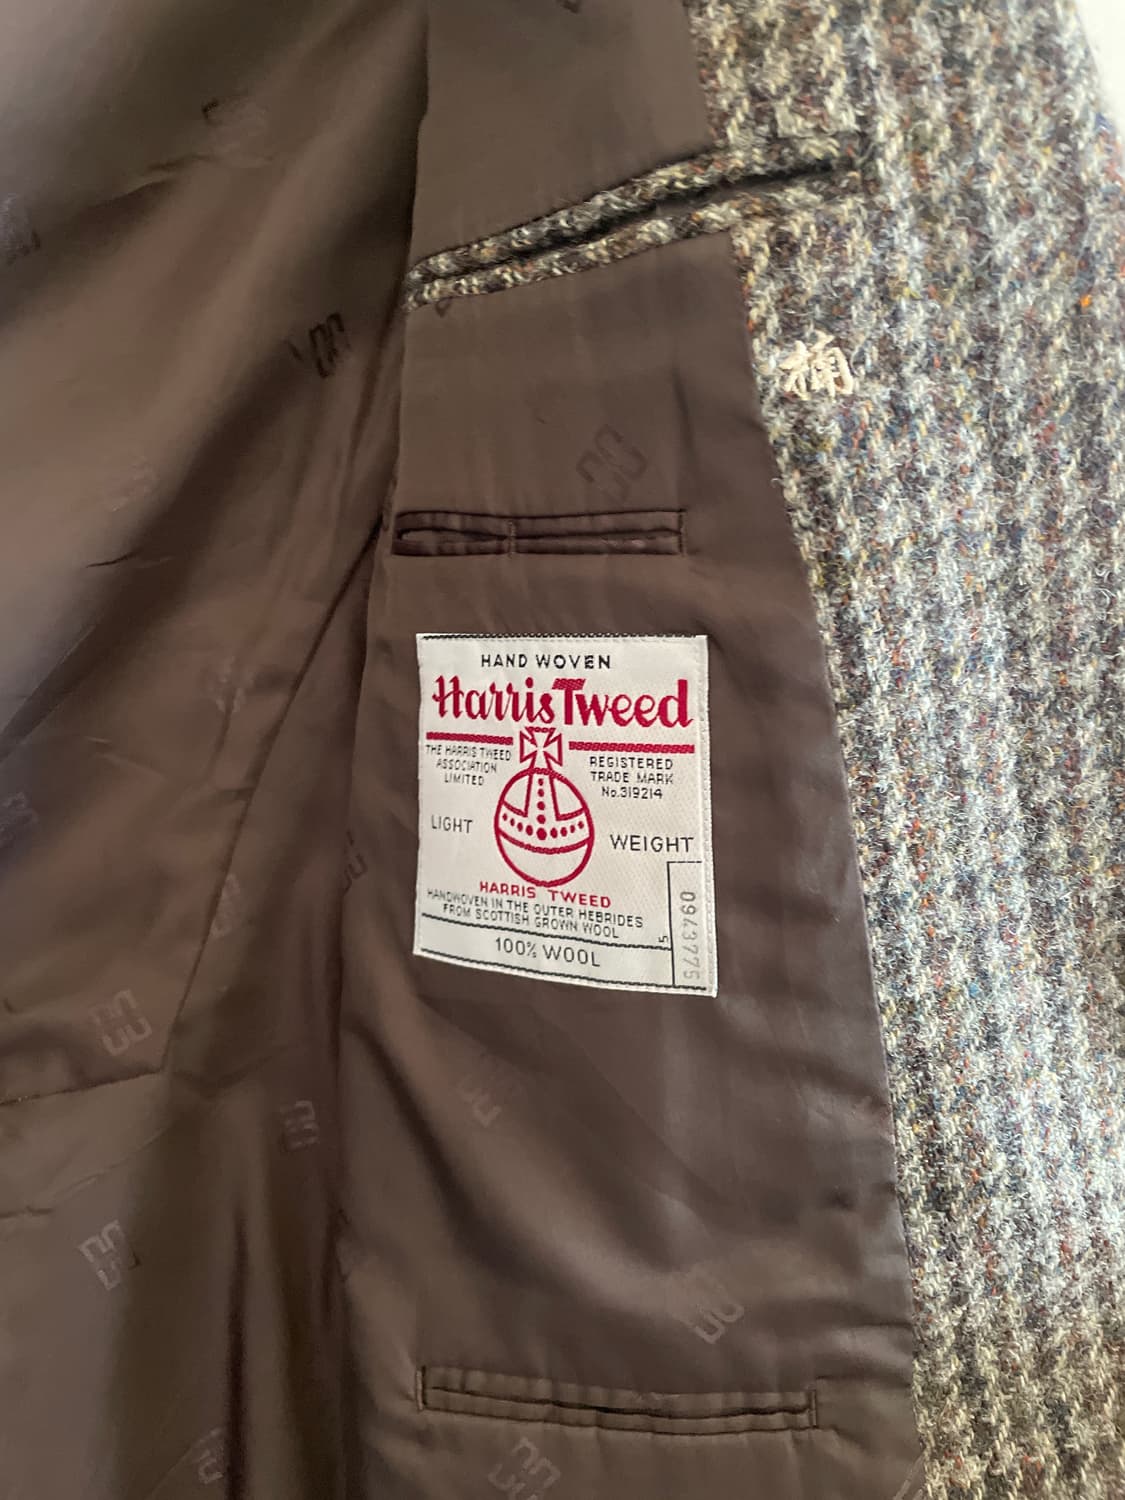 楠
HAND WOVEN
Harris Tweed
THE HARRIS TWEED
ASSOCIATION
LIMITED
REGISTERED
TRADE MARK
No.319214
LIGHT WEIGHT
HARRIS TWEED
HANDWOVEN IN THE OUTER HEBRIDES
FROM SCOTTISH GROWN WOOL
100% WOOL
5
0943775